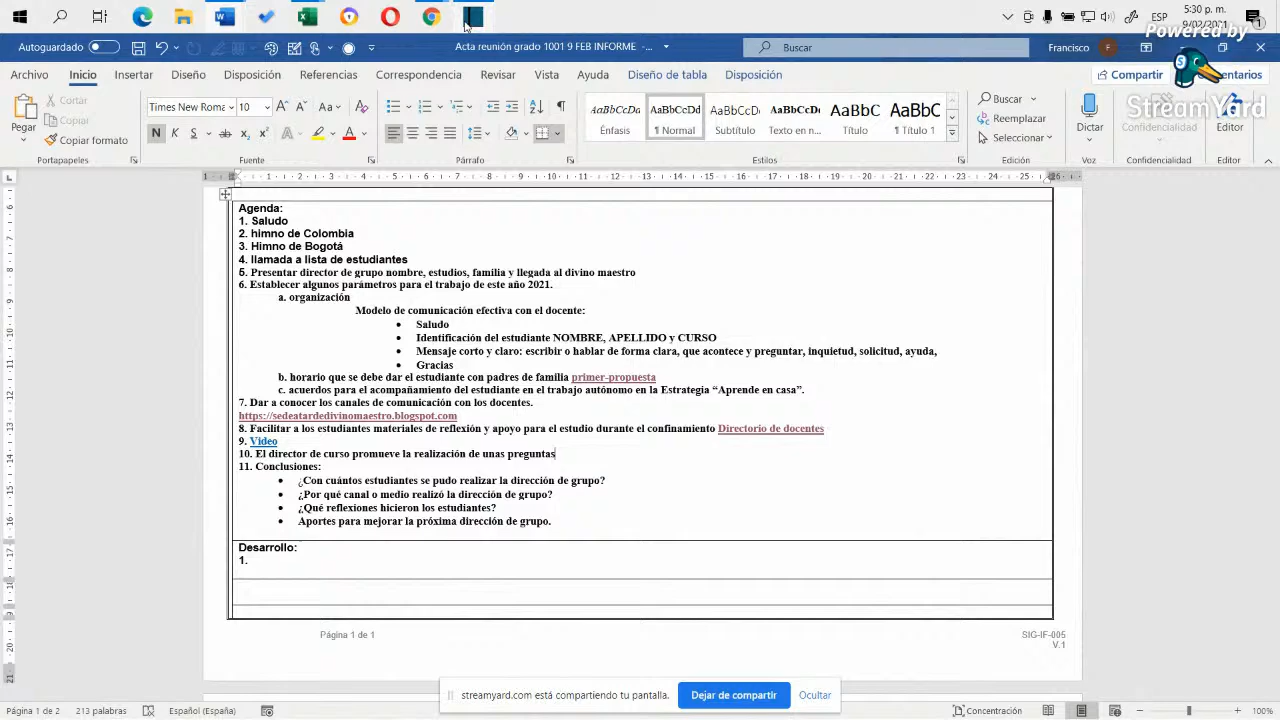 ESP
5:30 p.m.
9/02/2021
1
Powered by
StreamYard
Autoguardado
Acta reunión grado 1001 9 FEB INFORME -...
Buscar
Francisco
F
Archivo Inicio Insertar Diseño Disposición Referencias Correspondencia Revisar Vista Ayuda Diseño de tabla Disposición
Compartir
Comentarios
Pegar
Cortar
Copiar
Copiar formato
Times New Roma 10
AaBbCcDd AaBbCcDd AaBbCcDc AaBbCcDc AaBbC AaBbC
Énfasis ¶ Normal Subtítulo Texto en n... Título ¶ Título 1
Buscar
Reemplazar
Seleccionar
Dictar
Confidencialidad
Editor
Portapapeles Fuente Párrafo Estilos Edición Voz Confidencialidad Editor
Agenda:
1. Saludo
2. himno de Colombia
3. Himno de Bogotá
4. llamada a lista de estudiantes
5. Presentar director de grupo nombre, estudios, familia y llegada al divino maestro
6. Establecer algunos parámetros para el trabajo de este año 2021.
a. organización
Modelo de comunicación efectiva con el docente:
• Saludo
• Identificación del estudiante NOMBRE, APELLIDO y CURSO
• Mensaje corto y claro: escribir o hablar de forma clara, que acontece y preguntar, inquietud, solicitud, ayuda,
• Gracias
b. horario que se debe dar el estudiante con padres de familia primer-propuesta
c. acuerdos para el acompañamiento del estudiante en el trabajo autónomo en la Estrategia “Aprende en casa”.
7. Dar a conocer los canales de comunicación con los docentes.
https://sedeatardedivinomaestro.blogspot.com
8. Facilitar a los estudiantes materiales de reflexión y apoyo para el estudio durante el confinamiento Directorio de docentes
9. Video
10. El director de curso promueve la realización de unas preguntas
11. Conclusiones:
• ¿Con cuántos estudiantes se pudo realizar la dirección de grupo?
• ¿Por qué canal o medio realizó la dirección de grupo?
• ¿Qué reflexiones hicieron los estudiantes?
• Aportes para mejorar la próxima dirección de grupo.
Desarrollo:
1.
Página 1 de 1
SIG-IF-005
V.1
streamyard.com está compartiendo tu pantalla.
Dejar de compartir
Ocultar
Página 1 de 2
213 palabras
Español (España)
Concentración
100%